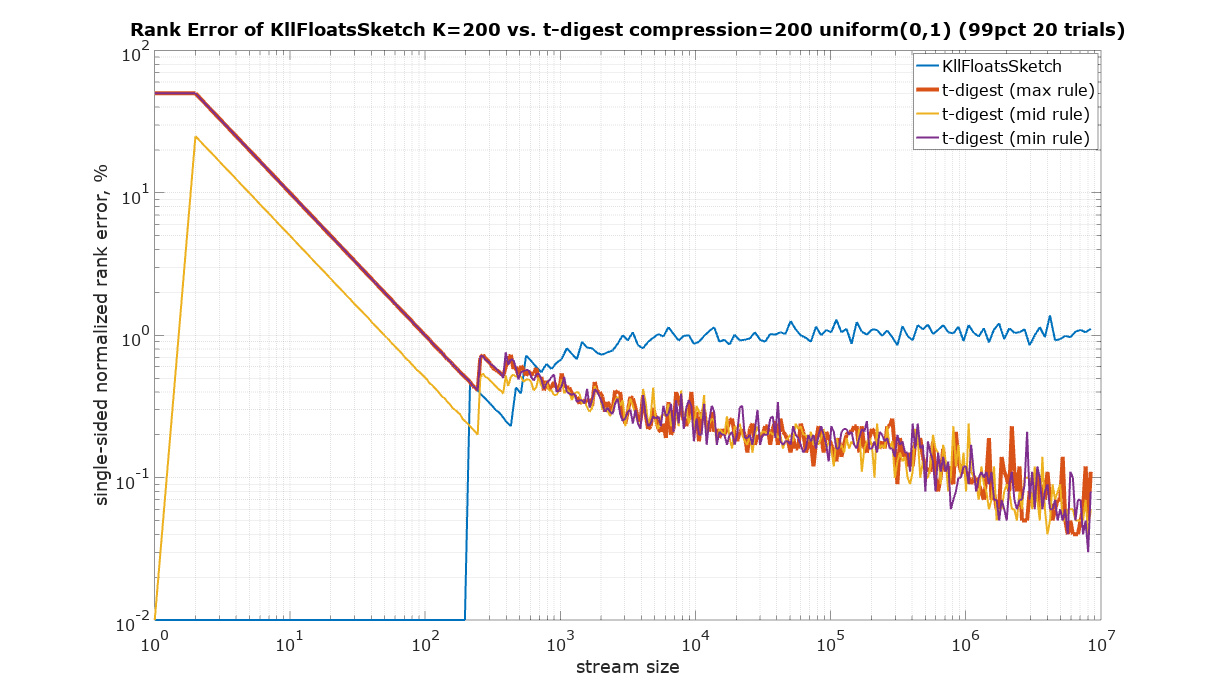 Rank Error of KllFloatsSketch K=200 vs. t-digest compression=200 uniform(0,1) (99pct 20 trials)
KllFloatsSketch
t-digest (max rule)
t-digest (mid rule)
t-digest (min rule)
single-sided normalized rank error, %
10^2
10^1
10^0
10^-1
10^-2
10^0 10^1 10^2 10^3 10^4 10^5 10^6 10^7
stream size